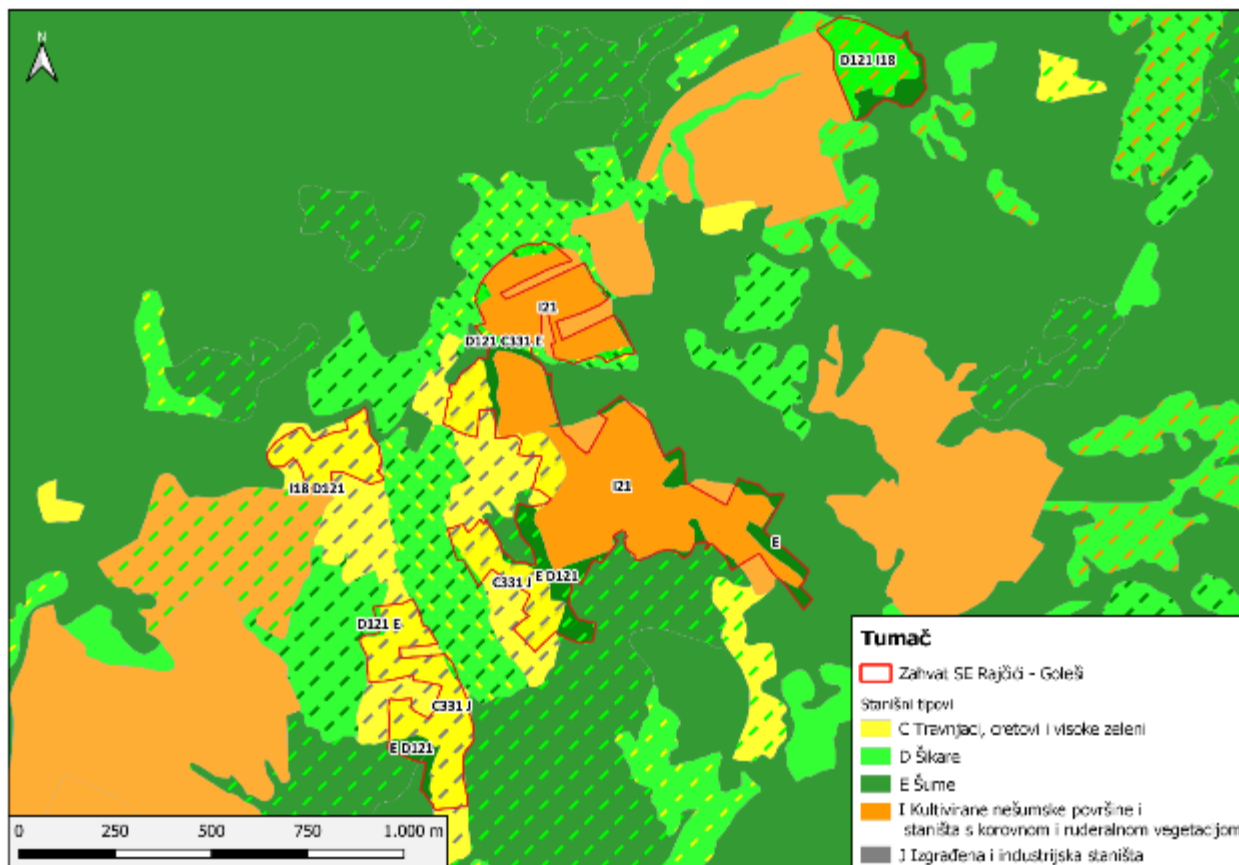 N
D121 I18
I21
D121 C331 E
I21
I18 D121
E
E D121
C331 J
D121 E
C331 J
E D121
Tumač
Zahvat SE Rajčići - Goleši
Stanišni tipovi
C Travnjaci, cretovi i visoke zeleni
D Šikare
E Šume
I Kultivirane nešumske površine i
staništa s korovnom i ruderalnom vegetacijom
J Izgrađena i industrijska staništa
0 250 500 750 1.000 m